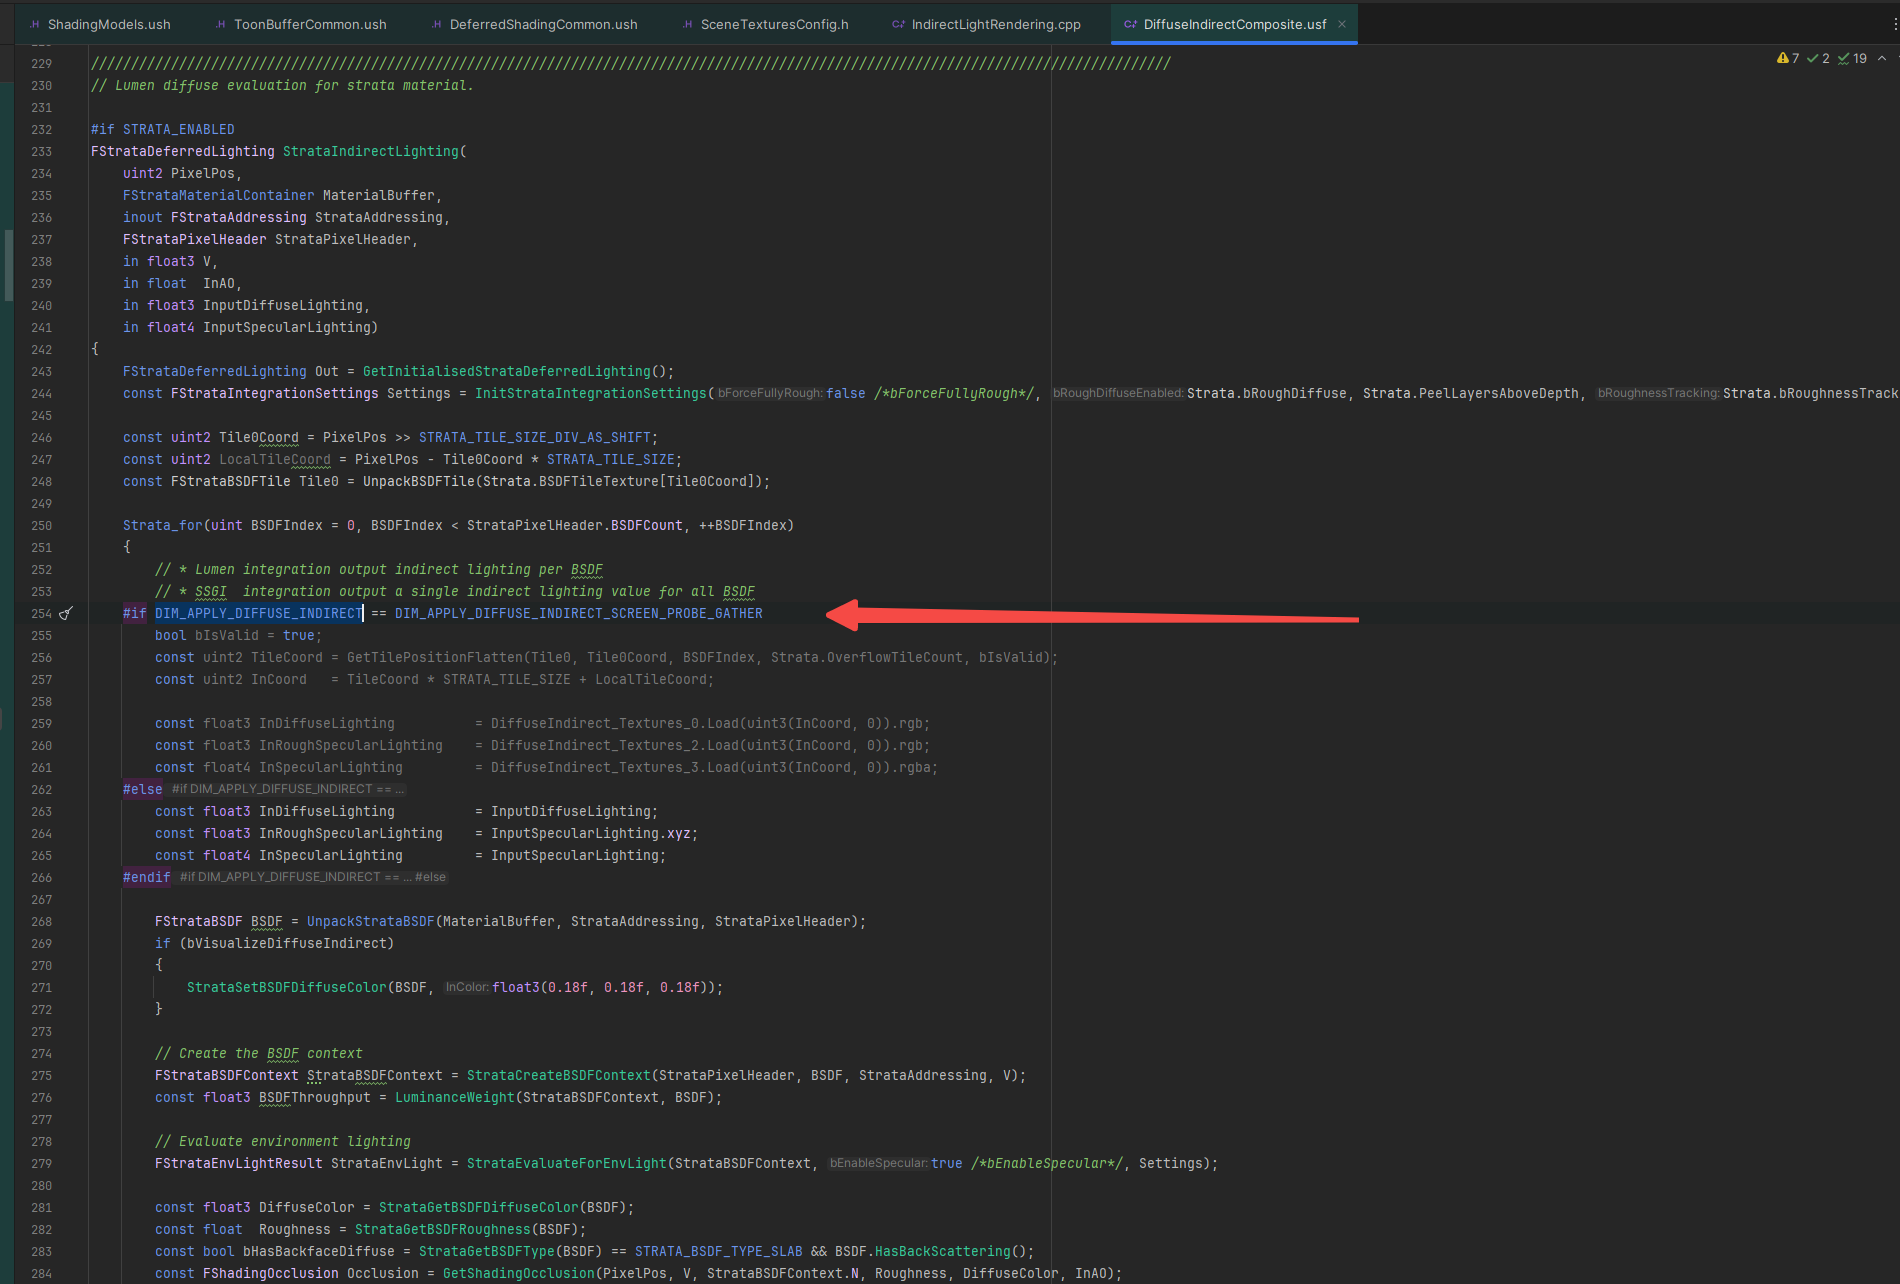 ShadingModels.ush ToonBufferCommon.ush DeferredShadingCommon.ush SceneTexturesConfig.h IndirectLightRendering.cpp DiffuseIndirectComposite.usf
7 2 19
229 ///////////////////////////////////////////////////////////////////////////////////////////////////////////////////////////////////////
230 // Lumen diffuse evaluation for strata material.
231
232 #if STRATA_ENABLED
233 FStrataDeferredLighting StrataIndirectLighting(
234 uint2 PixelPos,
235 FStrataMaterialContainer MaterialBuffer,
236 inout FStrataAddressing StrataAddressing,
237 FStrataPixelHeader StrataPixelHeader,
238 in float3 V,
239 in float  InAO,
240 in float3 InputDiffuseLighting,
241 in float4 InputSpecularLighting)
242 {
243 FStrataDeferredLighting Out = GetInitialisedStrataDeferredLighting();
244 const FStrataIntegrationSettings Settings = InitStrataIntegrationSettings( bForceFullyRough: false /*bForceFullyRough*/, bRoughDiffuseEnabled: Strata.bRoughDiffuse, Strata.PeelLayersAboveDepth, bRoughnessTracking: Strata.bRoughnessTrack
245
246 const uint2 Tile0Coord = PixelPos >> STRATA_TILE_SIZE_DIV_AS_SHIFT;
247 const uint2 LocalTileCoord = PixelPos - Tile0Coord * STRATA_TILE_SIZE;
248 const FStrataBSDFTile Tile0 = UnpackBSDFTile(Strata.BSDFTileTexture[Tile0Coord]);
249
250 Strata_for(uint BSDFIndex = 0, BSDFIndex < StrataPixelHeader.BSDFCount, ++BSDFIndex)
251 {
252 // * Lumen integration output indirect lighting per BSDF
253 // * SSGI  integration output a single indirect lighting value for all BSDF
254 #if DIM_APPLY_DIFFUSE_INDIRECT == DIM_APPLY_DIFFUSE_INDIRECT_SCREEN_PROBE_GATHER
255 bool bIsValid = true;
256 const uint2 TileCoord = GetTilePositionFlatten(Tile0, Tile0Coord, BSDFIndex, Strata.OverflowTileCount, bIsValid);
257 const uint2 InCoord   = TileCoord * STRATA_TILE_SIZE + LocalTileCoord;
258
259 const float3 InDiffuseLighting          = DiffuseIndirect_Textures_0.Load(uint3(InCoord, 0)).rgb;
260 const float3 InRoughSpecularLighting    = DiffuseIndirect_Textures_2.Load(uint3(InCoord, 0)).rgb;
261 const float4 InSpecularLighting         = DiffuseIndirect_Textures_3.Load(uint3(InCoord, 0)).rgba;
262 #else #if DIM_APPLY_DIFFUSE_INDIRECT == ...
263 const float3 InDiffuseLighting          = InputDiffuseLighting;
264 const float3 InRoughSpecularLighting    = InputSpecularLighting.xyz;
265 const float4 InSpecularLighting         = InputSpecularLighting;
266 #endif #if DIM_APPLY_DIFFUSE_INDIRECT == ... #else
267
268 FStrataBSDF BSDF = UnpackStrataBSDF(MaterialBuffer, StrataAddressing, StrataPixelHeader);
269 if (bVisualizeDiffuseIndirect)
270 {
271 StrataSetBSDFDiffuseColor(BSDF, InColor: float3(0.18f, 0.18f, 0.18f));
272 }
273
274 // Create the BSDF context
275 FStrataBSDFContext StrataBSDFContext = StrataCreateBSDFContext(StrataPixelHeader, BSDF, StrataAddressing, V);
276 const float3 BSDFThroughput = LuminanceWeight(StrataBSDFContext, BSDF);
277
278 // Evaluate environment lighting
279 FStrataEnvLightResult StrataEnvLight = StrataEvaluateForEnvLight(StrataBSDFContext, bEnableSpecular: true /*bEnableSpecular*/, Settings);
280
281 const float3 DiffuseColor = StrataGetBSDFDiffuseColor(BSDF);
282 const float  Roughness = StrataGetBSDFRoughness(BSDF);
283 const bool bHasBackfaceDiffuse = StrataGetBSDFType(BSDF) == STRATA_BSDF_TYPE_SLAB && BSDF.HasBackScattering();
284 const FShadingOcclusion Occlusion = GetShadingOcclusion(PixelPos, V, StrataBSDFContext.N, Roughness, DiffuseColor, InAO);